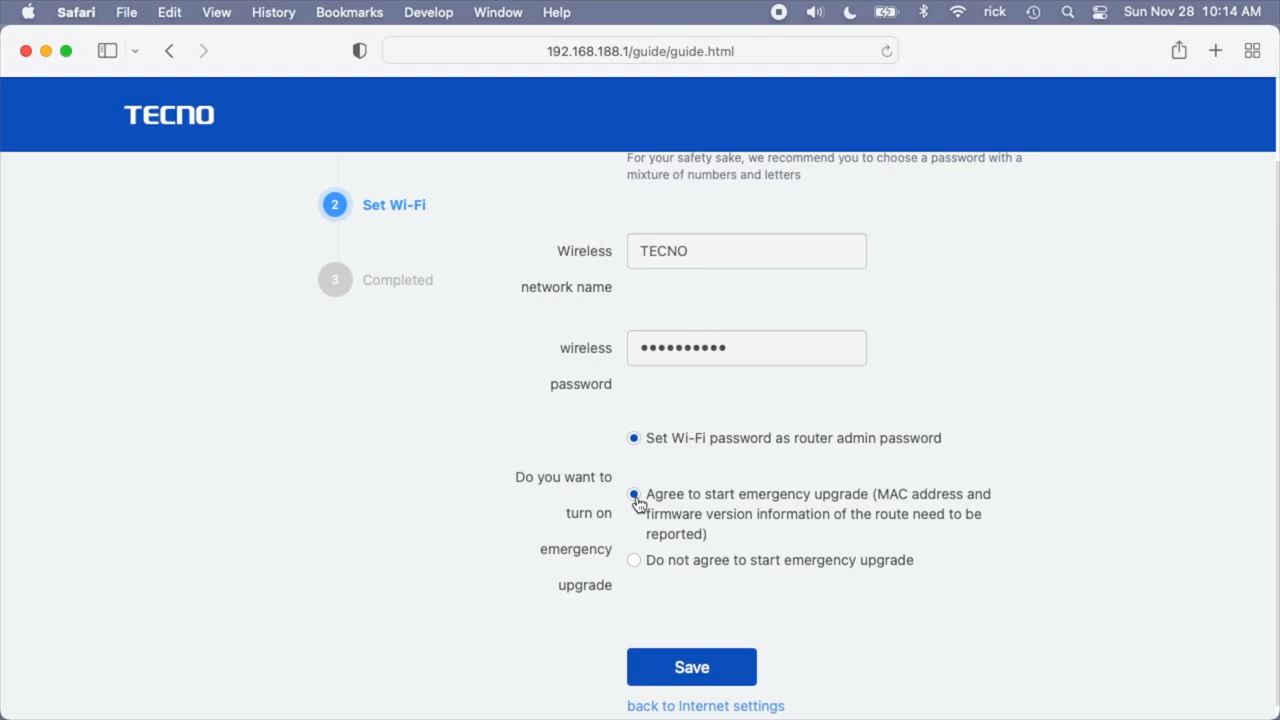 Safari File Edit View History Bookmarks Develop Window Help rick Sun Nov 28 10:14 AM
192.168.188.1/guide/guide.html
TECNO
For your safety sake, we recommend you to choose a password with a
mixture of numbers and letters
2 Set Wi-Fi
Wireless
network name
TECNO
3 Completed
wireless
password
••••••••••
Set Wi-Fi password as router admin password
Do you want to
turn on
emergency
upgrade
Agree to start emergency upgrade (MAC address and
firmware version information of the route need to be
reported)
Do not agree to start emergency upgrade
Save
back to Internet settings